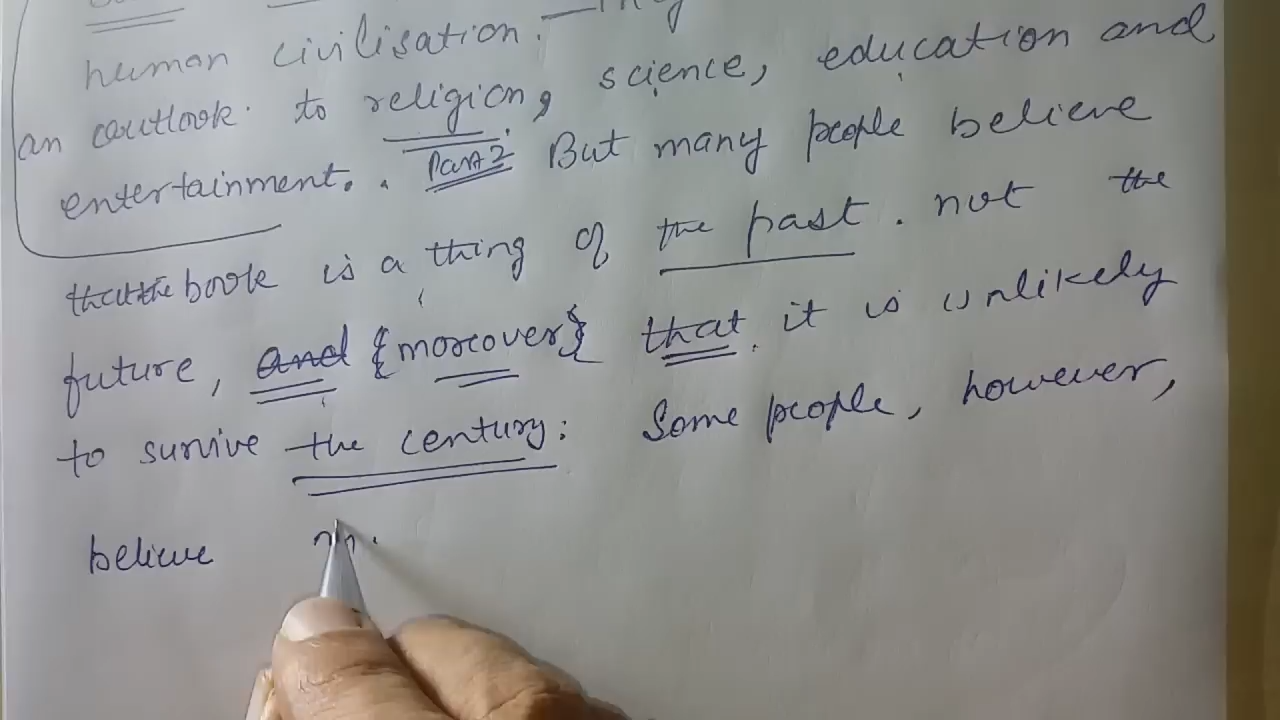 human civilisation.
an outlook. to religion, science, education and
entertainment. Part 2 But many people believe
that the book is a thing of the past. not the
future, and {moreover} that it is unlikely
to survive the century: Some people, however,
believe